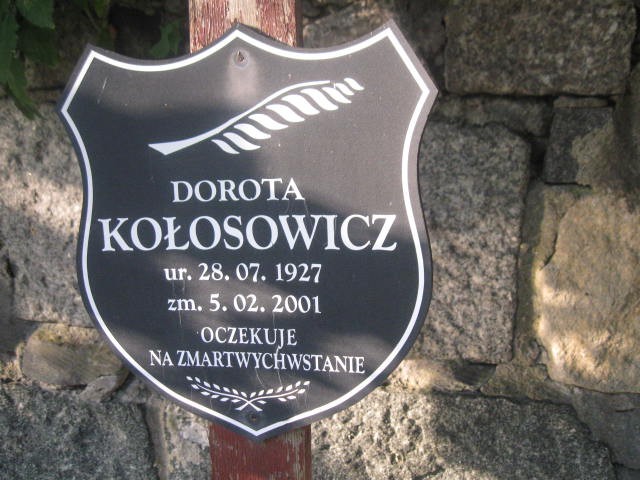 DOROTA
KOŁOSOWICZ
ur. 28. 07. 1927
zm. 5. 02. 2001
OCZEKUJE
NA ZMARTWYCHWSTANIE